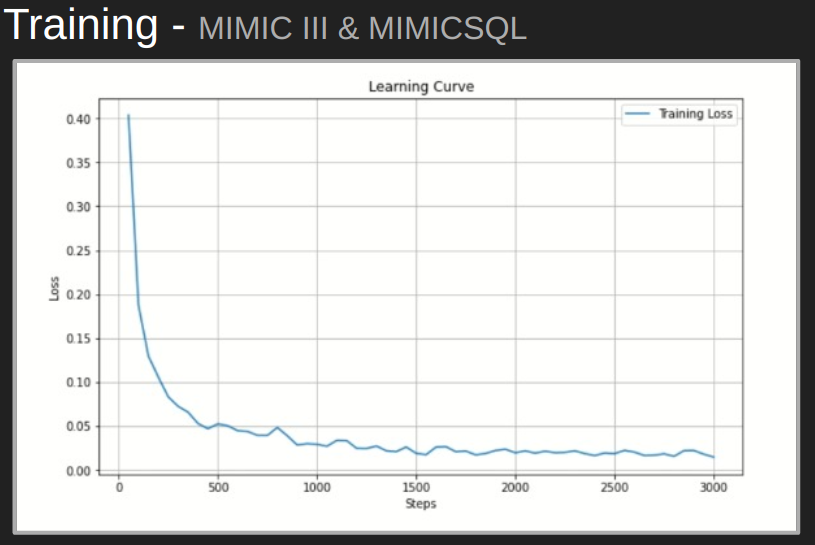 Training - MIMIC III & MIMICSQL
Learning Curve
Training Loss
0.40
0.35
0.30
0.25
0.20
0.15
0.10
0.05
0.00
Loss
0 500 1000 1500 2000 2500 3000
Steps